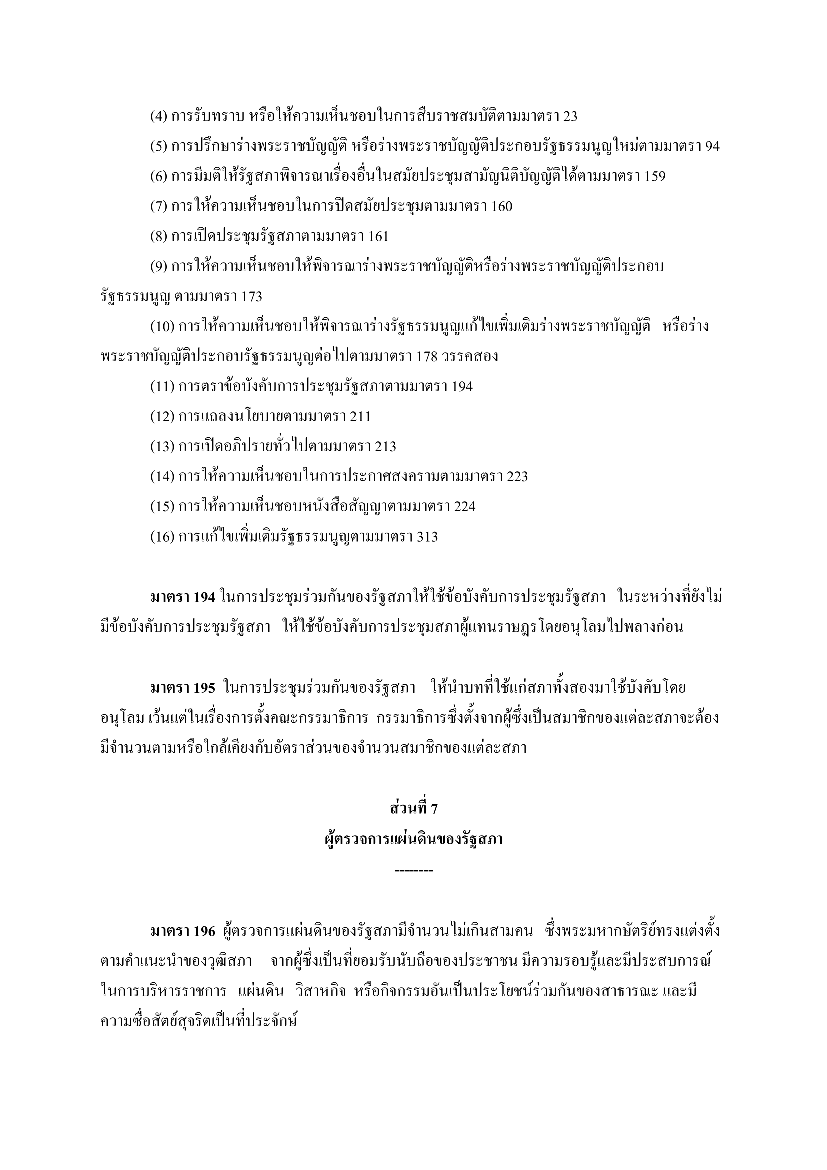 (4) การรับทราบ หรือให้ความเห็นชอบในการสืบราชสมบัติตามมาตรา 23
(5) การปรึกษาร่างพระราชบัญญัติ หรือร่างพระราชบัญญัติประกอบรัฐธรรมนูญใหม่ตามมาตรา 94
(6) การมีมติให้รัฐสภาพิจารณาเรื่องอื่นในสมัยประชุมสามัญนิติบัญญัติได้ตามมาตรา 159
(7) การให้ความเห็นชอบในการปิดสมัยประชุมตามมาตรา 160
(8) การเปิดประชุมรัฐสภาตามมาตรา 161
(9) การให้ความเห็นชอบให้พิจารณาร่างพระราชบัญญัติหรือร่างพระราชบัญญัติประกอบ
รัฐธรรมนูญ ตามมาตรา 173
(10) การให้ความเห็นชอบให้พิจารณาร่างรัฐธรรมนูญแก้ไขเพิ่มเติมร่างพระราชบัญญัติ หรือร่าง
พระราชบัญญัติประกอบรัฐธรรมนูญต่อไปตามมาตรา 178 วรรคสอง
(11) การตราข้อบังคับการประชุมรัฐสภาตามมาตรา 194
(12) การแถลงนโยบายตามมาตรา 211
(13) การเปิดอภิปรายทั่วไปตามมาตรา 213
(14) การให้ความเห็นชอบในการประกาศสงครามตามมาตรา 223
(15) การให้ความเห็นชอบหนังสือสัญญาตามมาตรา 224
(16) การแก้ไขเพิ่มเติมรัฐธรรมนูญตามมาตรา 313
มาตรา 194 ในการประชุมร่วมกันของรัฐสภาให้ใช้ข้อบังคับการประชุมรัฐสภา ในระหว่างที่ยังไม่
มีข้อบังคับการประชุมรัฐสภา ให้ใช้ข้อบังคับการประชุมสภาผู้แทนราษฎรโดยอนุโลมไปพลางก่อน
มาตรา 195 ในการประชุมร่วมกันของรัฐสภา ให้นำบทที่ใช้แก่สภาทั้งสองมาใช้บังคับโดย
อนุโลม เว้นแต่ในเรื่องการตั้งคณะกรรมาธิการ กรรมาธิการซึ่งตั้งจากผู้ซึ่งเป็นสมาชิกของแต่ละสภาจะต้อง
มีจำนวนตามหรือใกล้เคียงกับอัตราส่วนของจำนวนสมาชิกของแต่ละสภา
ส่วนที่ 7
ผู้ตรวจการแผ่นดินของรัฐสภา
--------
มาตรา 196 ผู้ตรวจการแผ่นดินของรัฐสภามีจำนวนไม่เกินสามคน ซึ่งพระมหากษัตริย์ทรงแต่งตั้ง
ตามคำแนะนำของวุฒิสภา จากผู้ซึ่งเป็นที่ยอมรับนับถือของประชาชน มีความรอบรู้และมีประสบการณ์
ในการบริหารราชการ แผ่นดิน วิสาหกิจ หรือกิจกรรมอันเป็นประโยชน์ร่วมกันของสาธารณะ และมี
ความซื่อสัตย์สุจริตเป็นที่ประจักษ์